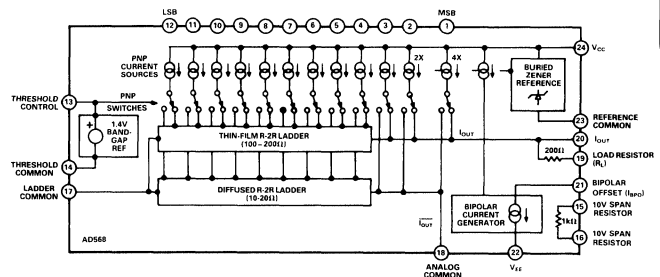 LSB
MSB
12 11 10 9 8 7 6 5 4 3 2 1
PNP
CURRENT
SOURCES
2X
4X
24 VCC
BURIED
ZENER
REFERENCE
THRESHOLD
CONTROL
13
PNP
SWITCHES
23
REFERENCE
COMMON
1.4V
BAND-
GAP
REF
THIN-FILM R-2R LADDER
(100 – 200Ω)
IOUT
20 IOUT
200Ω
19 LOAD RESISTOR
(RL)
THRESHOLD
COMMON
14
LADDER
COMMON
17
DIFFUSED R-2R LADDER
(10-20Ω)
21 BIPOLAR
OFFSET (IBPO)
BIPOLAR
CURRENT
GENERATOR
15 10V SPAN
RESISTOR
1kΩ
16 10V SPAN
RESISTOR
IOUT
AD568
18
ANALOG
COMMON
22
VEE